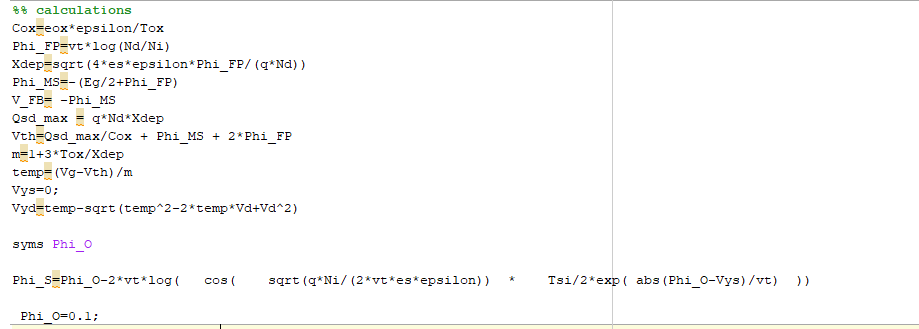 %% calculations
Cox=eox*epsilon/Tox
Phi_FP=vt*log(Nd/Ni)
Xdep=sqrt(4*es*epsilon*Phi_FP/(q*Nd))
Phi_MS=-(Eg/2+Phi_FP)
V_FB= -Phi_MS
Qsd_max = q*Nd*Xdep
Vth=Qsd_max/Cox + Phi_MS + 2*Phi_FP
m=1+3*Tox/Xdep
temp=(Vg-Vth)/m
Vys=0;
Vyd=temp-sqrt(temp^2-2*temp*Vd+Vd^2)
syms Phi_O
Phi_S=Phi_O-2*vt*log(   cos(    sqrt(q*Ni/(2*vt*es*epsilon))  *    Tsi/2*exp( abs(Phi_O-Vys)/vt)  ))
Phi_O=0.1;